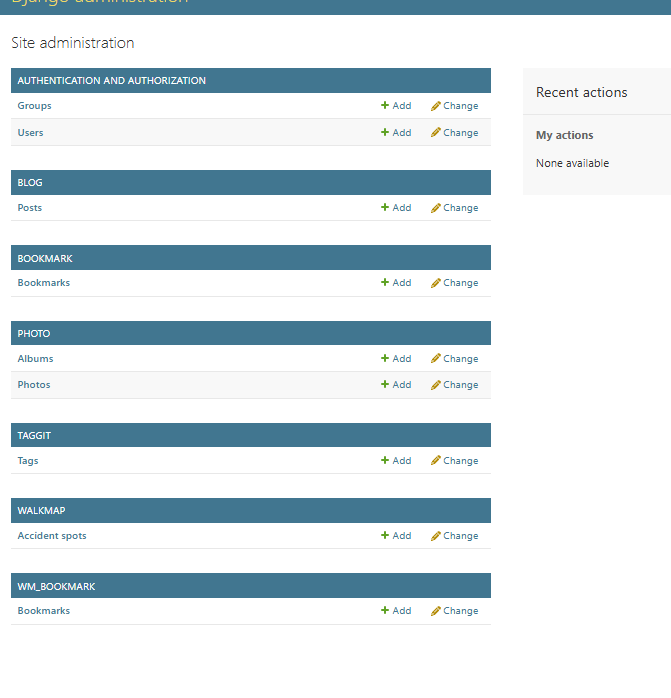 Django administration
Site administration
AUTHENTICATION AND AUTHORIZATION
Groups Add Change
Users Add Change
BLOG
Posts Add Change
BOOKMARK
Bookmarks Add Change
PHOTO
Albums Add Change
Photos Add Change
TAGGIT
Tags Add Change
WALKMAP
Accident spots Add Change
WM_BOOKMARK
Bookmarks Add Change
Recent actions
My actions
None available